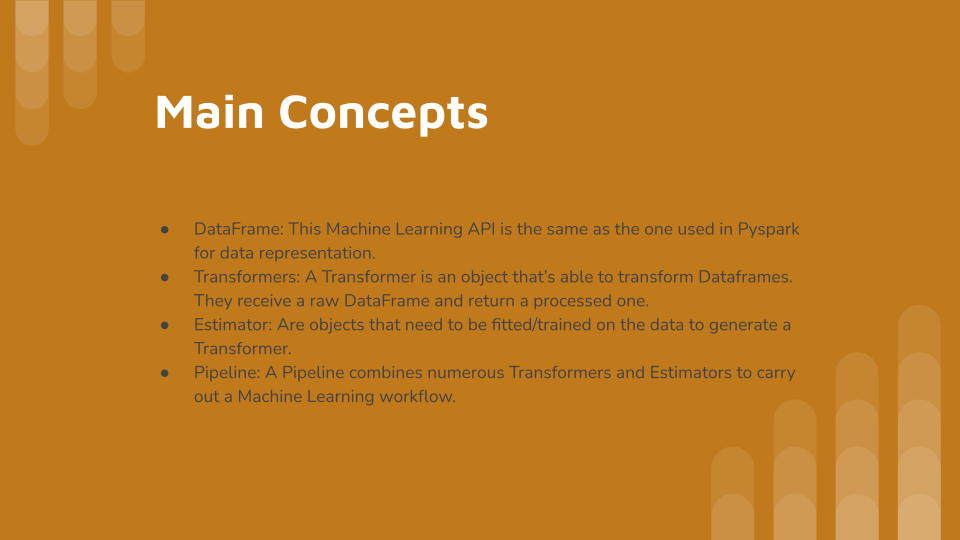 Main Concepts
● DataFrame: This Machine Learning API is the same as the one used in Pyspark
for data representation.
● Transformers: A Transformer is an object that’s able to transform Dataframes.
They receive a raw DataFrame and return a processed one.
● Estimator: Are objects that need to be fitted/trained on the data to generate a
Transformer.
● Pipeline: A Pipeline combines numerous Transformers and Estimators to carry
out a Machine Learning workflow.